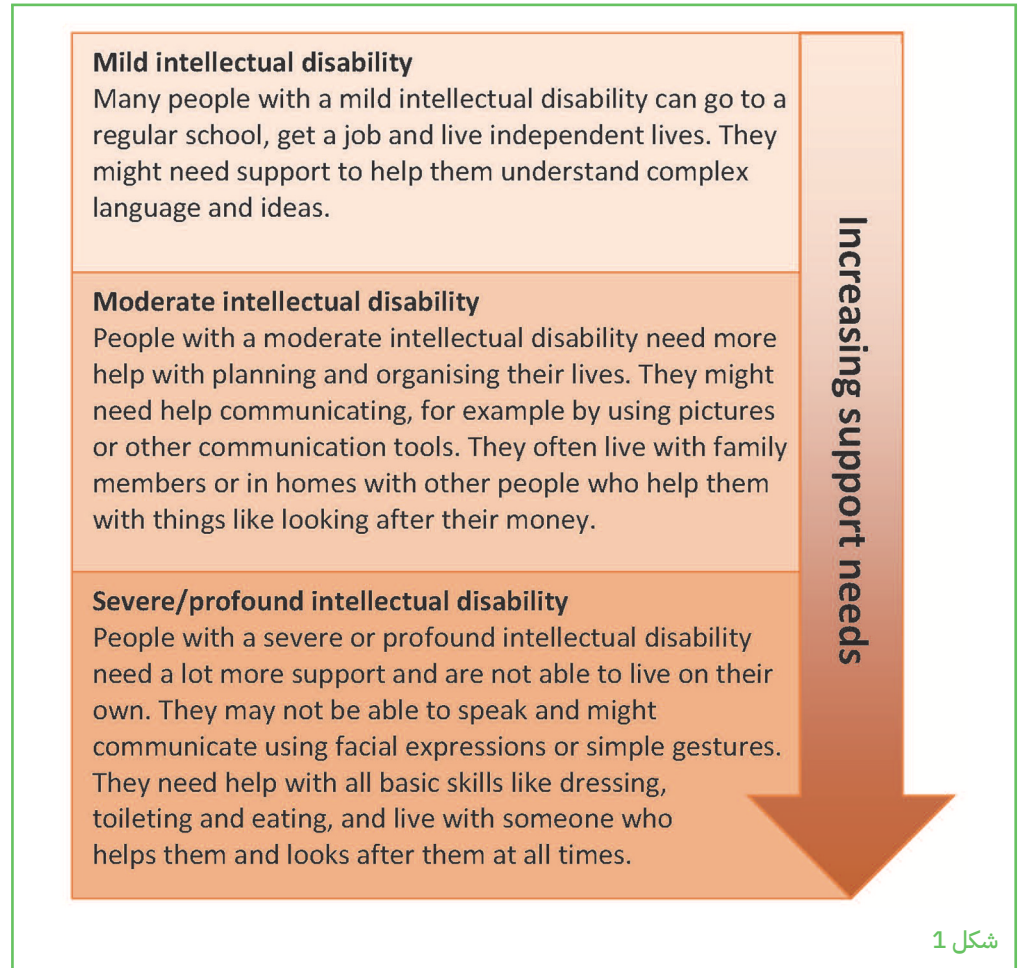 Mild intellectual disability
Many people with a mild intellectual disability can go to a
regular school, get a job and live independent lives. They
might need support to help them understand complex
language and ideas.
Moderate intellectual disability
People with a moderate intellectual disability need more
help with planning and organising their lives. They might
need help communicating, for example by using pictures
or other communication tools. They often live with family
members or in homes with other people who help them
with things like looking after their money.
Severe/profound intellectual disability
People with a severe or profound intellectual disability
need a lot more support and are not able to live on their
own. They may not be able to speak and might
communicate using facial expressions or simple gestures.
They need help with all basic skills like dressing,
toileting and eating, and live with someone who
helps them and looks after them at all times.
Increasing support needs
شکل 1